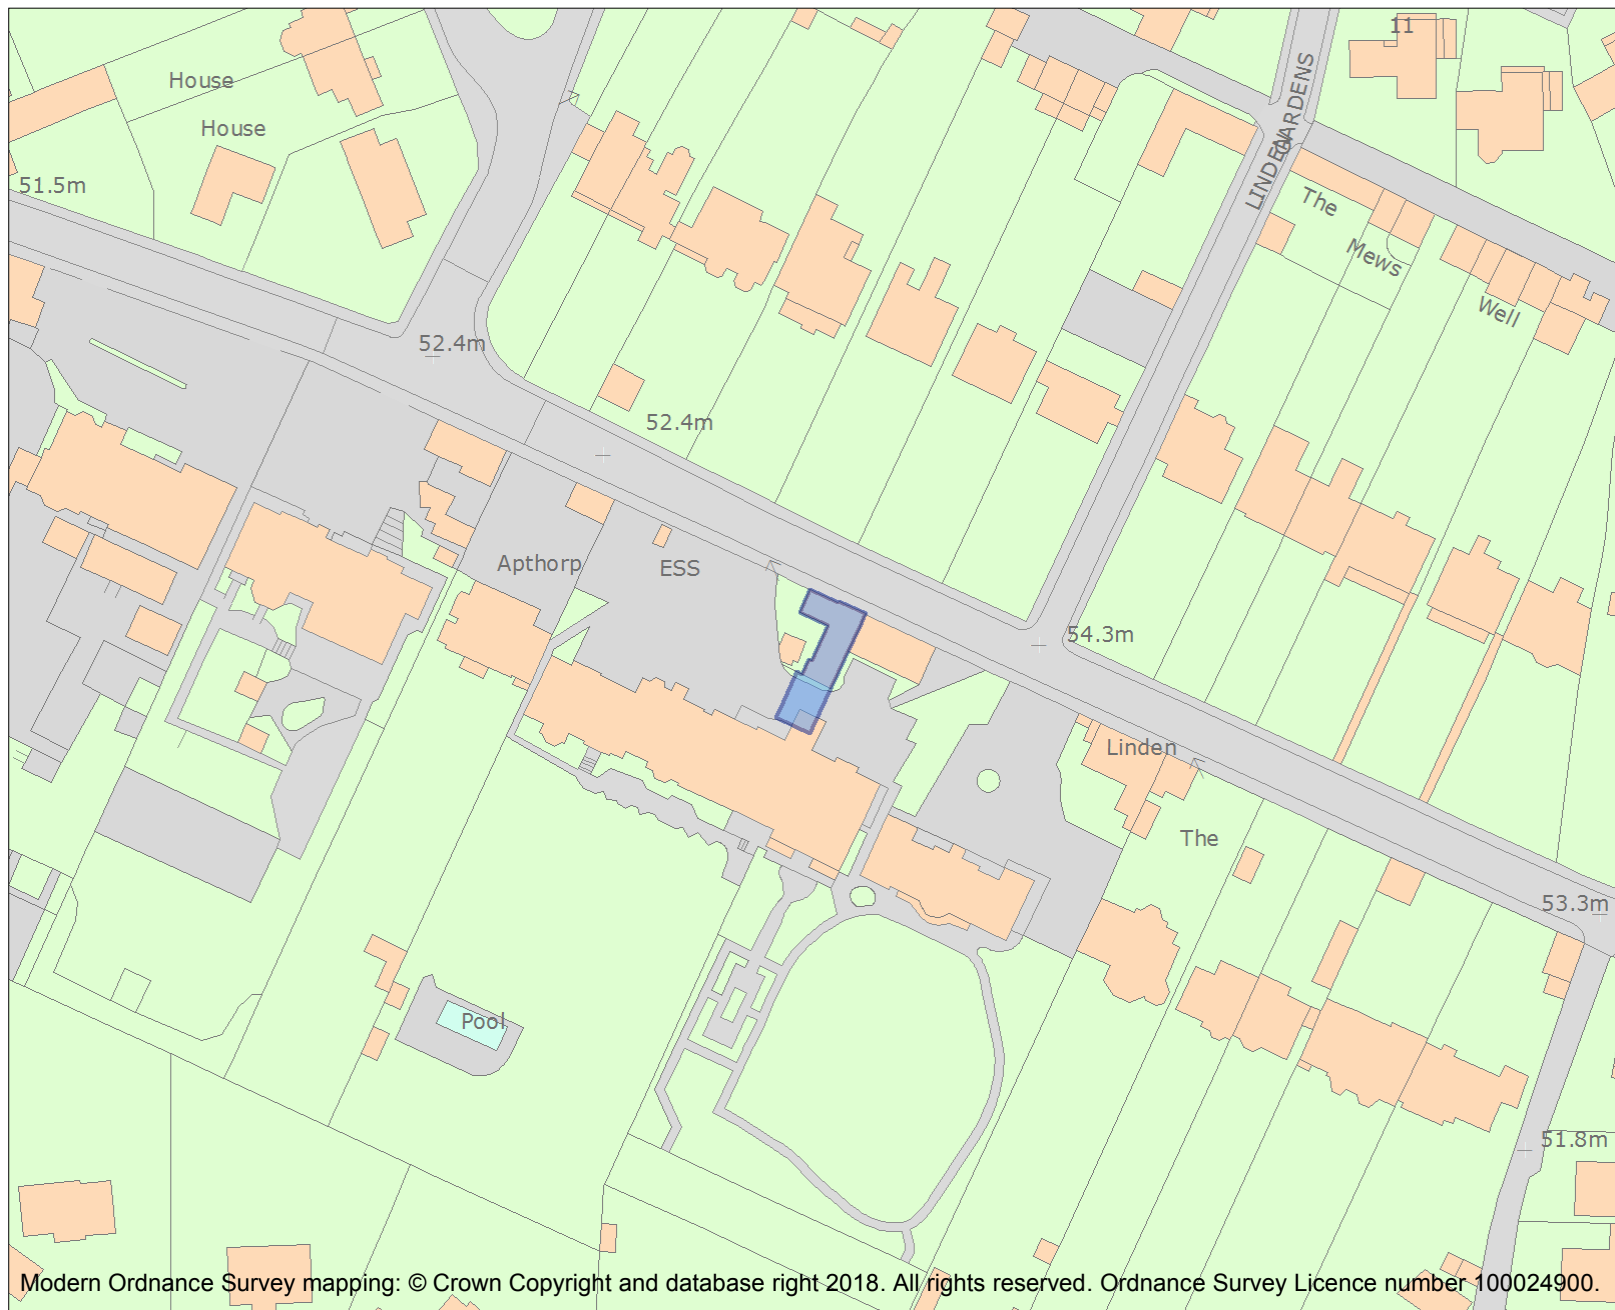 11
House
LINDEN GARDENS
House
51.5m
The
Mews
Well
52.4m
52.4m
Apthorp
ESS
54.3m
Linden
The
53.3m
Pool
51.8m
Modern Ordnance Survey mapping: © Crown Copyright and database right 2018. All rights reserved. Ordnance Survey Licence number 100024900.